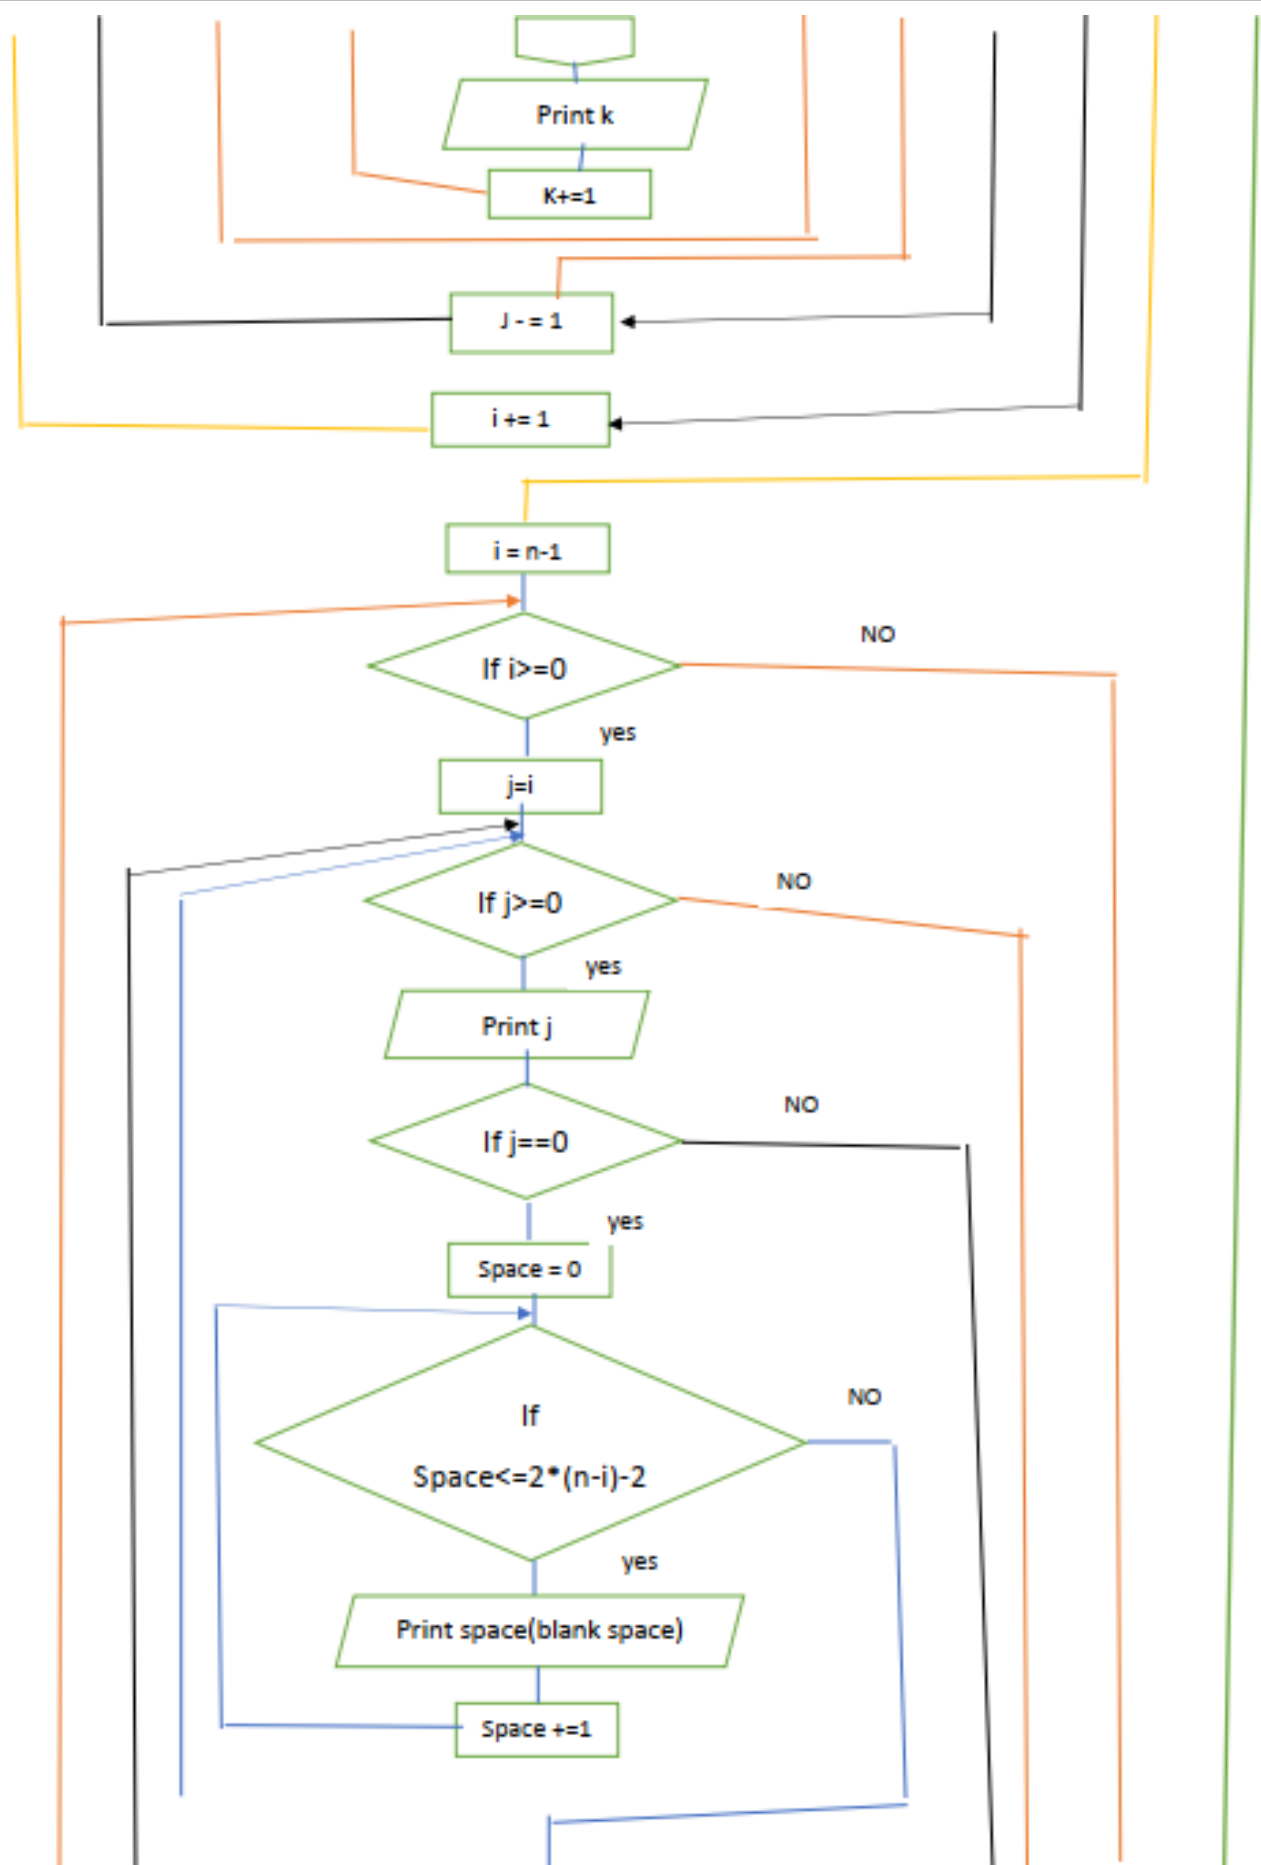 Print k
K+=1
J - = 1
i += 1
i = n-1
If i>=0
NO
yes
j=i
If j>=0
NO
yes
Print j
If j==0
NO
yes
Space = 0
If
Space<=2*(n-i)-2
NO
yes
Print space(blank space)
Space +=1